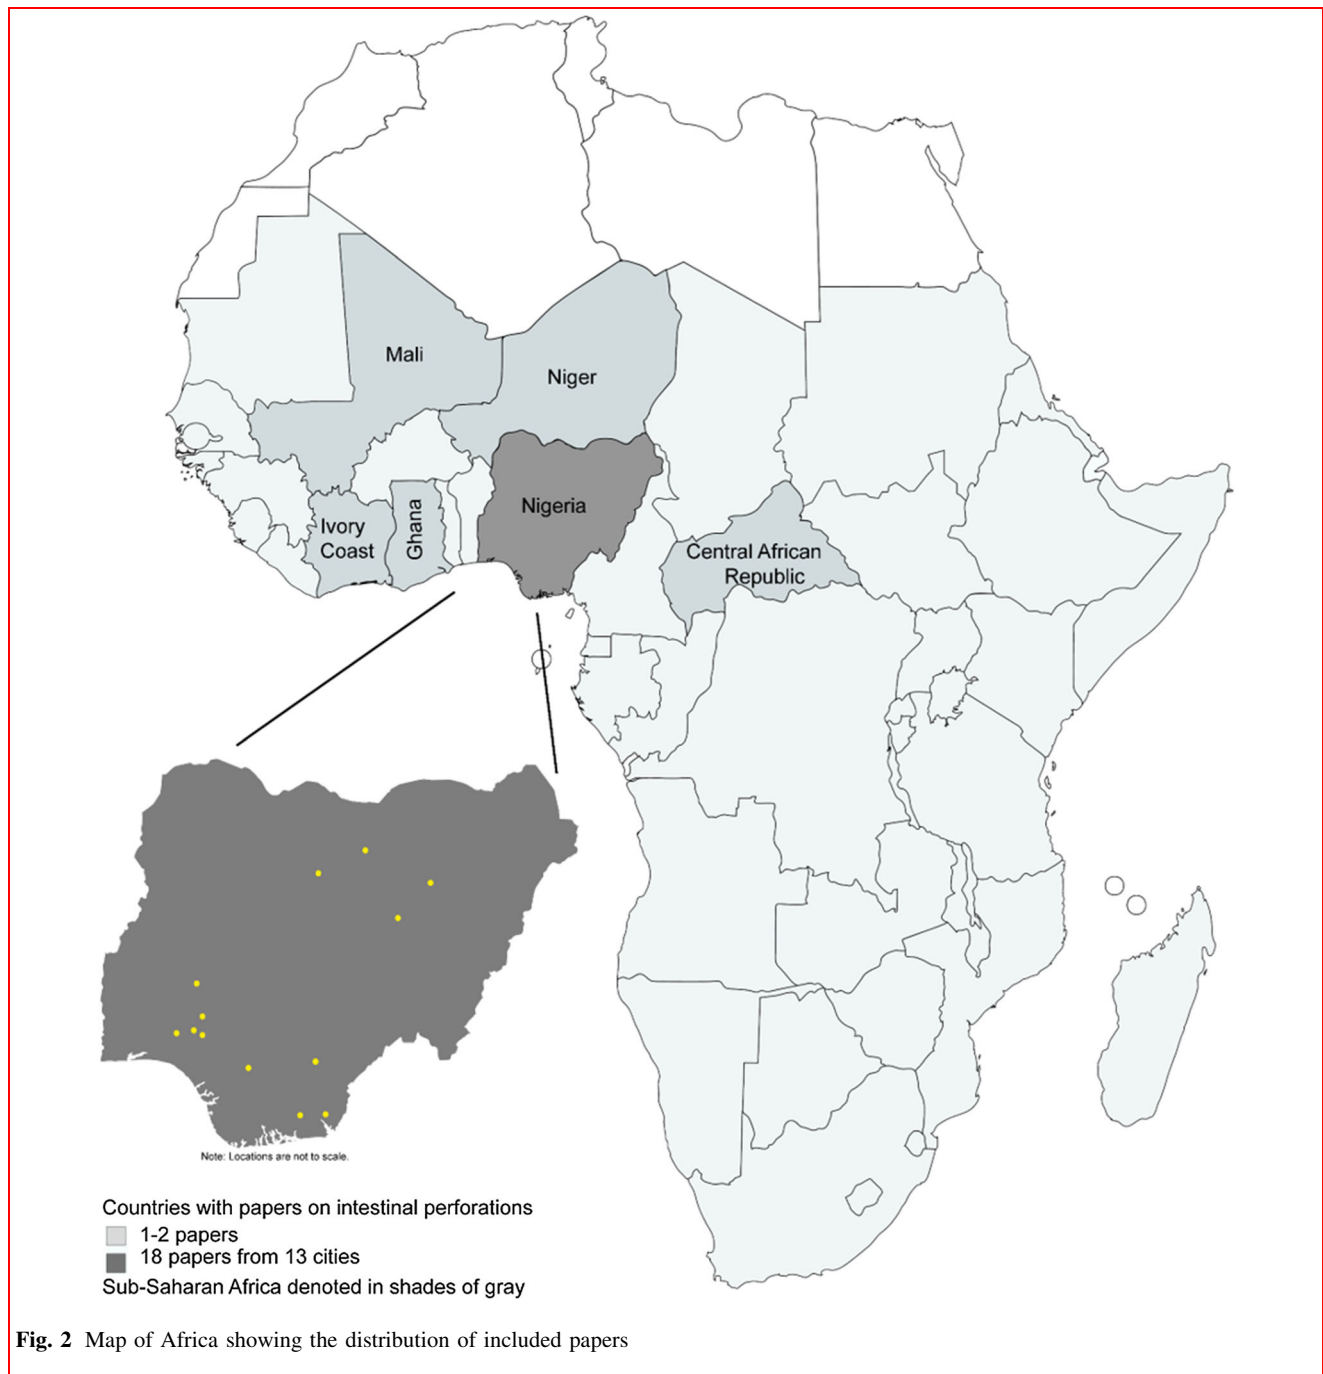 Mali
Niger
Nigeria
Ivory
Coast
Ghana
Central African
Republic
Note: Locations are not to scale.
Countries with papers on intestinal perforations
1-2 papers
18 papers from 13 cities
Sub-Saharan Africa denoted in shades of gray
Fig. 2 Map of Africa showing the distribution of included papers